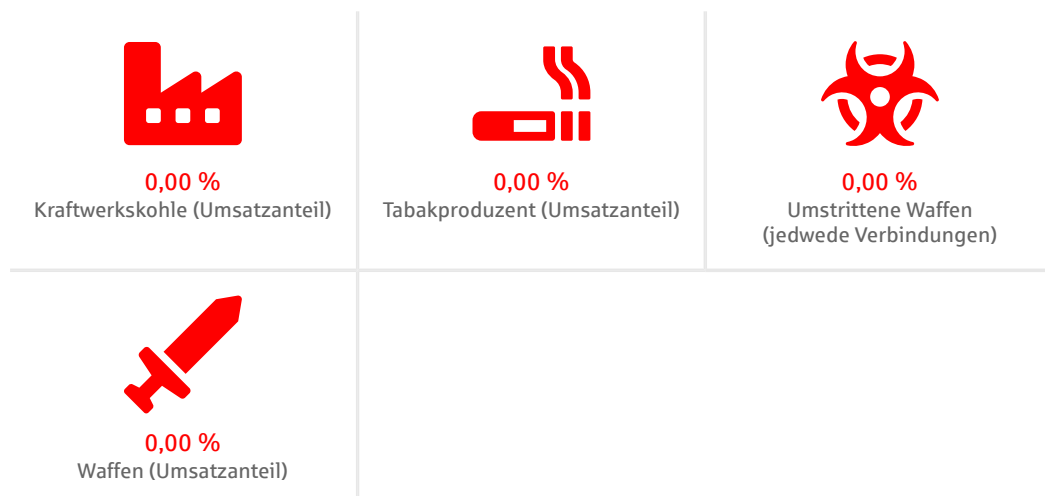 0,00 %
Kraftwerkskohle (Umsatzanteil)
0,00 %
Tabakproduzent (Umsatzanteil)
0,00 %
Umstrittene Waffen
(jedwede Verbindungen)
0,00 %
Waffen (Umsatzanteil)